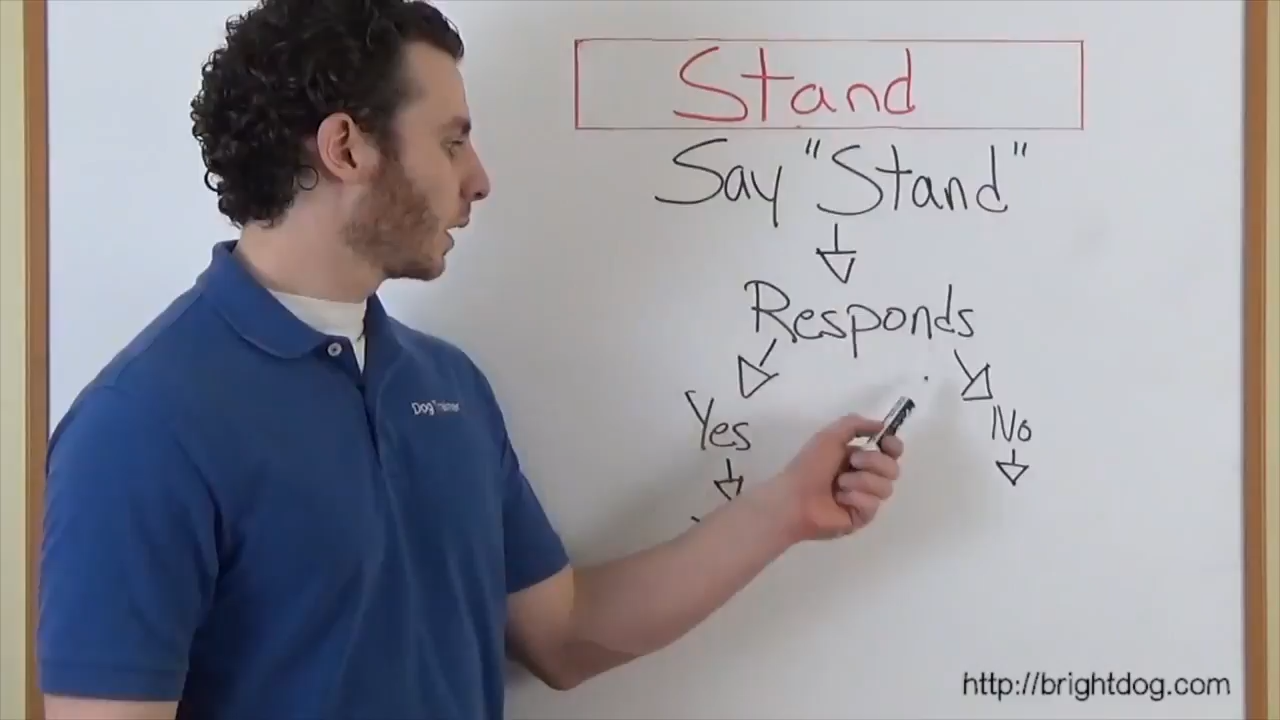 Stand
Say "Stand"
Responds
Yes
No
Dog Trainer
http://brightdog.com